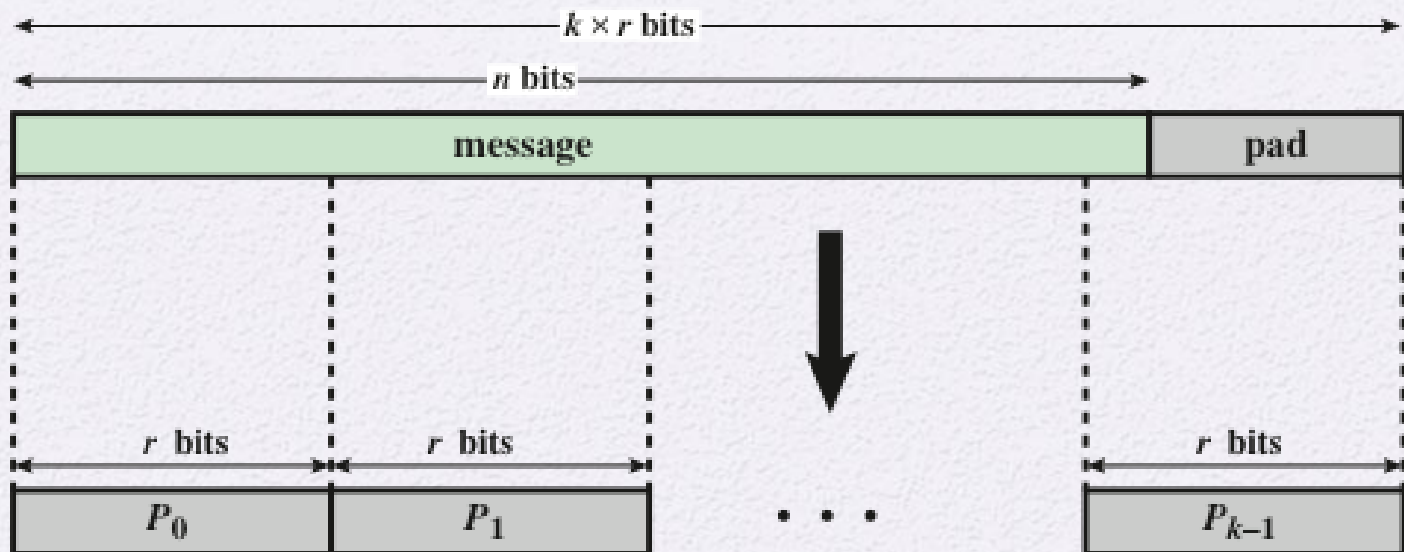 k × r bits
n bits
message pad
r bits r bits r bits
P₀ P₁ • • • Pₖ₋₁